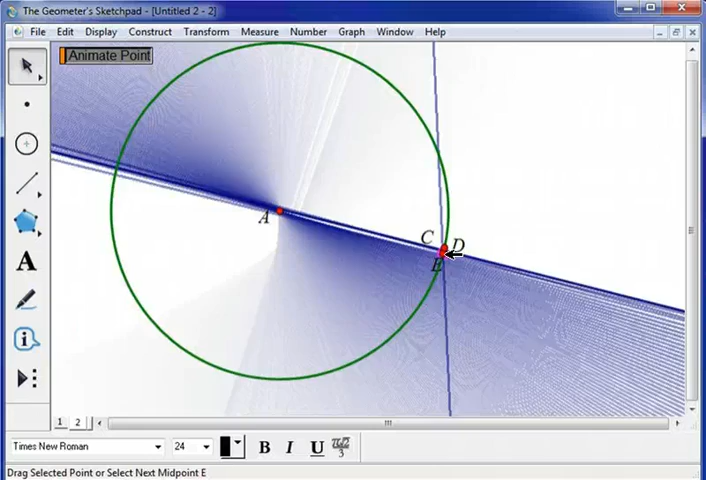 The Geometer's Sketchpad - [Untitled 2 - 2]
File Edit Display Construct Transform Measure Number Graph Window Help
Animate Point
A
C D
E
A
1 2
Times New Roman 24 B I U
Drag Selected Point or Select Next Midpoint E